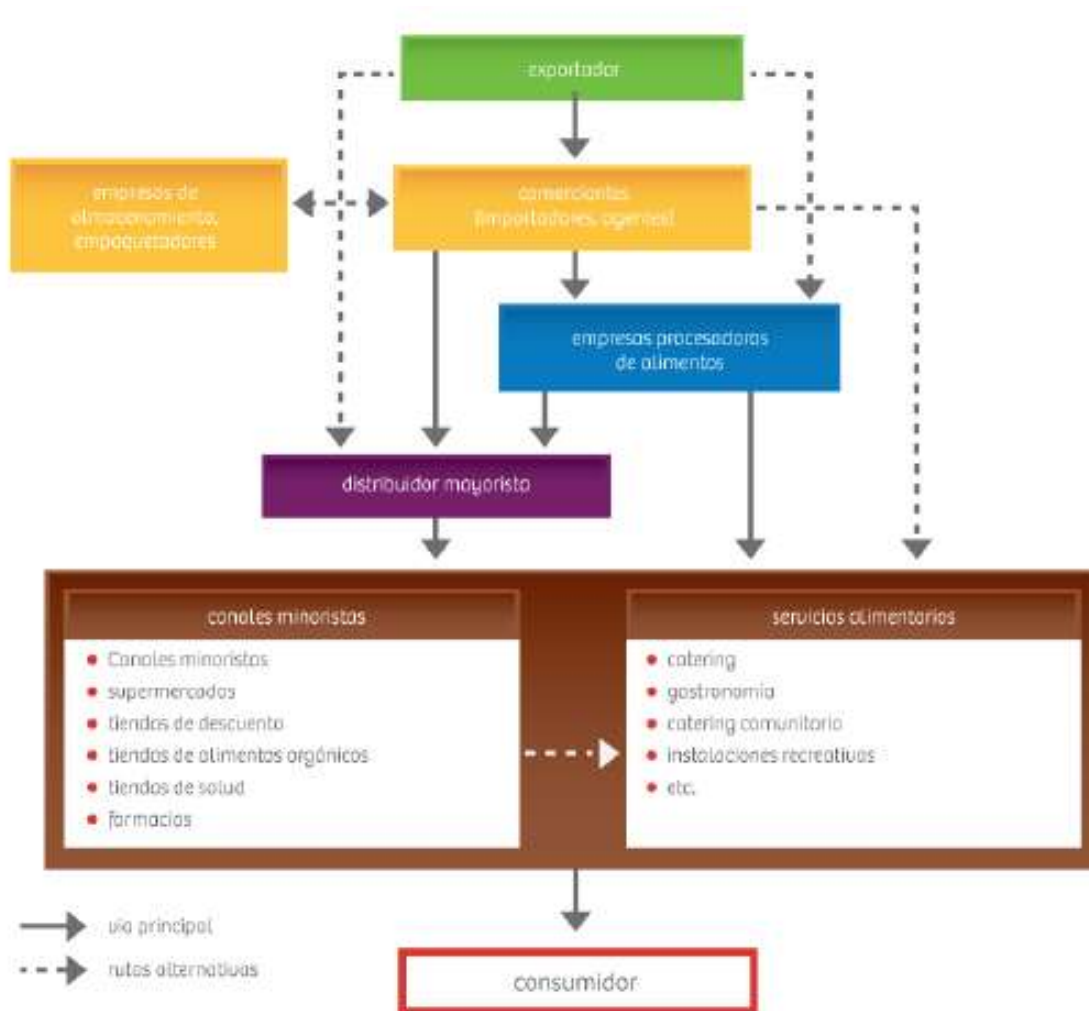 exportador
empresas de
almacenamiento,
empaquetadores
comerciantes
(importadores, agentes)
empresas procesadoras
de alimentos
distribuidor mayorista
canales minoristas
Canales minoristas
supermercados
tiendas de descuento
tiendas de alimentos orgánicos
tiendas de salud
farmacias
servicios alimentarios
catering
gastronomía
catering comunitario
instalaciones recreativas
etc.
vía principal
rutas alternativas
consumidor